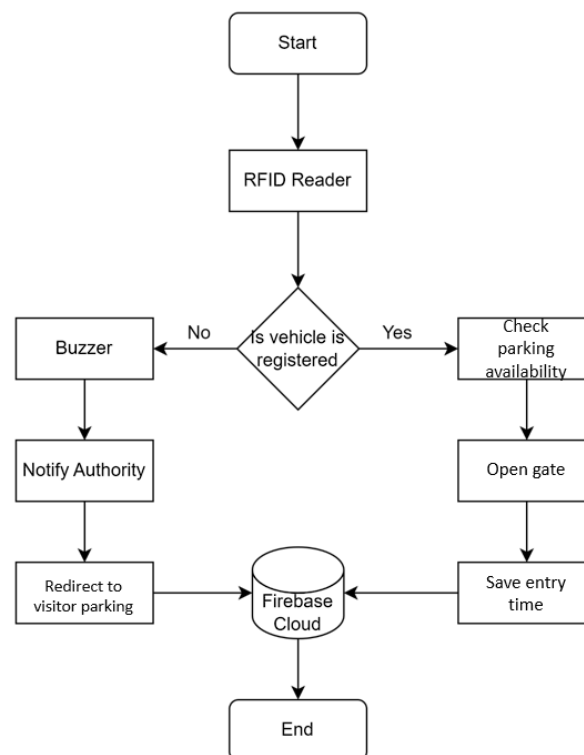 Start
RFID Reader
No
Is vehicle is
registered
Yes
Buzzer
Check
parking
availability
Notify Authority
Open gate
Redirect to
visitor parking
Firebase
Cloud
Save entry
time
End